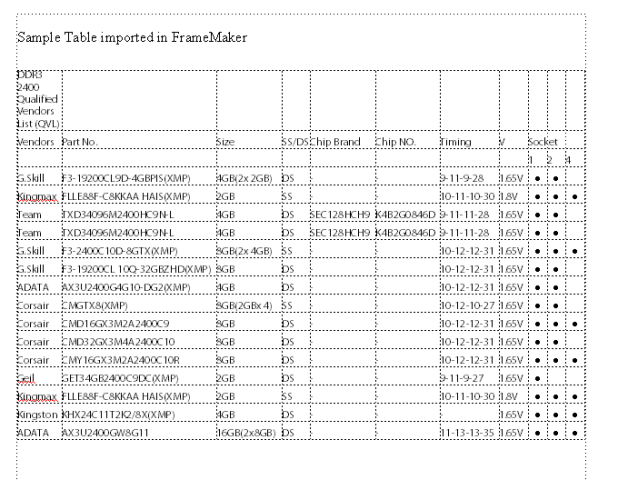 Sample Table imported in FrameMaker
DDR3
2400
Qualified
Vendors
List (QVL)
Vendors Part No. Size SS/DS Chip Brand Chip NO. Timing V Socket
1 2 4
G.Skill F3-19200CL9D-4GBPIS(XMP) 4GB(2x 2GB) DS 9-11-9-28 1.65V ● ●
Kingmax FLLE88F-C8KKAA HAIS(XMP) 2GB SS 10-11-10-30 1.8V ● ● ●
Team TXD34096M2400HC9N-L 4GB DS SEC128HCH9 K4B2G0846D 9-11-11-28 1.65V ● ●
Team TXD34096M2400HC9N-L 4GB DS SEC128HCH9 K4B2G0846D 9-11-11-28 1.65V ● ●
G.Skill F3-2400C10D-8GTX(XMP) 8GB(2x 4GB) SS 10-12-12-31 1.65V ● ● ●
G.Skill F3-19200CL 10Q-32GBZHD(XMP) 8GB DS 10-12-12-31 1.65V ● ●
ADATA AX3U2400G4G10-DG2(XMP) 4GB DS 10-12-12-31 1.65V ● ●
Corsair CMGTX8(XMP) 8GB(2GBx 4) SS 10-12-10-27 1.65V ● ●
Corsair CMD16GX3M2A2400C9 8GB DS 10-12-12-31 1.65V ● ● ●
Corsair CMD32GX3M4A2400C10 8GB DS 10-12-12-31 1.65V ● ●
Corsair CMY16GX3M2A2400C10R 8GB DS 10-12-12-31 1.65V ● ● ●
Geil GET34GB2400C9DC(XMP) 2GB DS 9-11-9-27 1.65V ●
Kingmax FLLE88F-C8KKAA HAIS(XMP) 2GB SS 10-11-10-30 1.8V ● ● ●
Kingston KHX24C11T2K2/8X(XMP) 4GB DS 1.65V ● ● ●
ADATA AX3U2400GW8G11 16GB(2x8GB) DS 11-13-13-35 1.65V ● ● ●